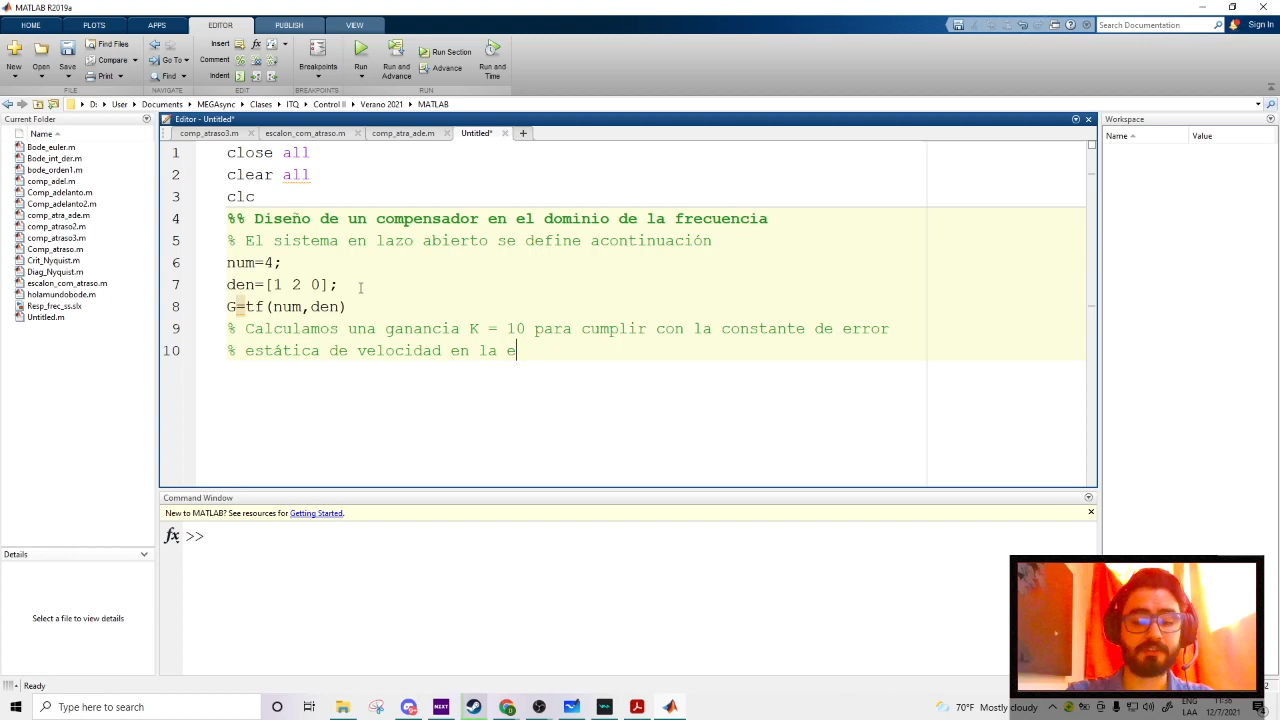 MATLAB R2019a
HOME PLOTS APPS EDITOR PUBLISH VIEW
Search Documentation
Sign In
New Open Save
Find Files
Compare
Print
Go To
Find
Insert
Comment
Indent
Breakpoints
Run
Run and Advance
Run Section
Advance
Run and Time
FILE NAVIGATE EDIT BREAKPOINTS RUN
D: User Documents MEGAsync Clases ITQ Control II Verano 2021 MATLAB
Current Folder
Name
Bode_euler.m
Bode_int_der.m
bode_orden1.m
comp_adel.m
Comp_adelanto.m
Comp_adelanto2.m
comp_atra_ade.m
comp_atraso2.m
comp_atraso3.m
Comp_atraso.m
Crit_Nyquist.m
Diag_Nyquist.m
escalon_com_atraso.m
holamundobode.m
Resp_frec_ss.slx
Untitled.m
Details
Select a file to view details
Editor - Untitled*
comp_atraso3.m escalon_com_atraso.m comp_atra_ade.m Untitled*
1 close all
2 clear all
3 clc
4 %% Diseño de un compensador en el dominio de la frecuencia
5 % El sistema en lazo abierto se define acontinuación
6 num=4;
7 den=[1 2 0];
8 G=tf(num,den)
9 % Calculamos una ganancia K = 10 para cumplir con la constante de error
10 % estática de velocidad en la e
Command Window
New to MATLAB? See resources for Getting Started.
fx >>
Workspace
Name Value
Ready
Type here to search
NZXT
70°F Mostly cloudy
LAA
11:36
12/7/2021